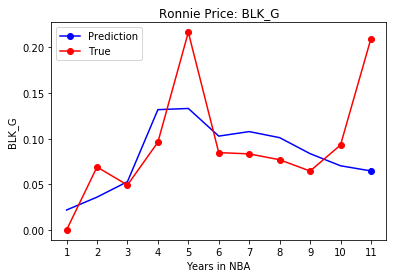 Ronnie Price: BLK_G
Prediction
True
BLK_G
0.20
0.15
0.10
0.05
0.00
1 2 3 4 5 6 7 8 9 10 11
Years in NBA